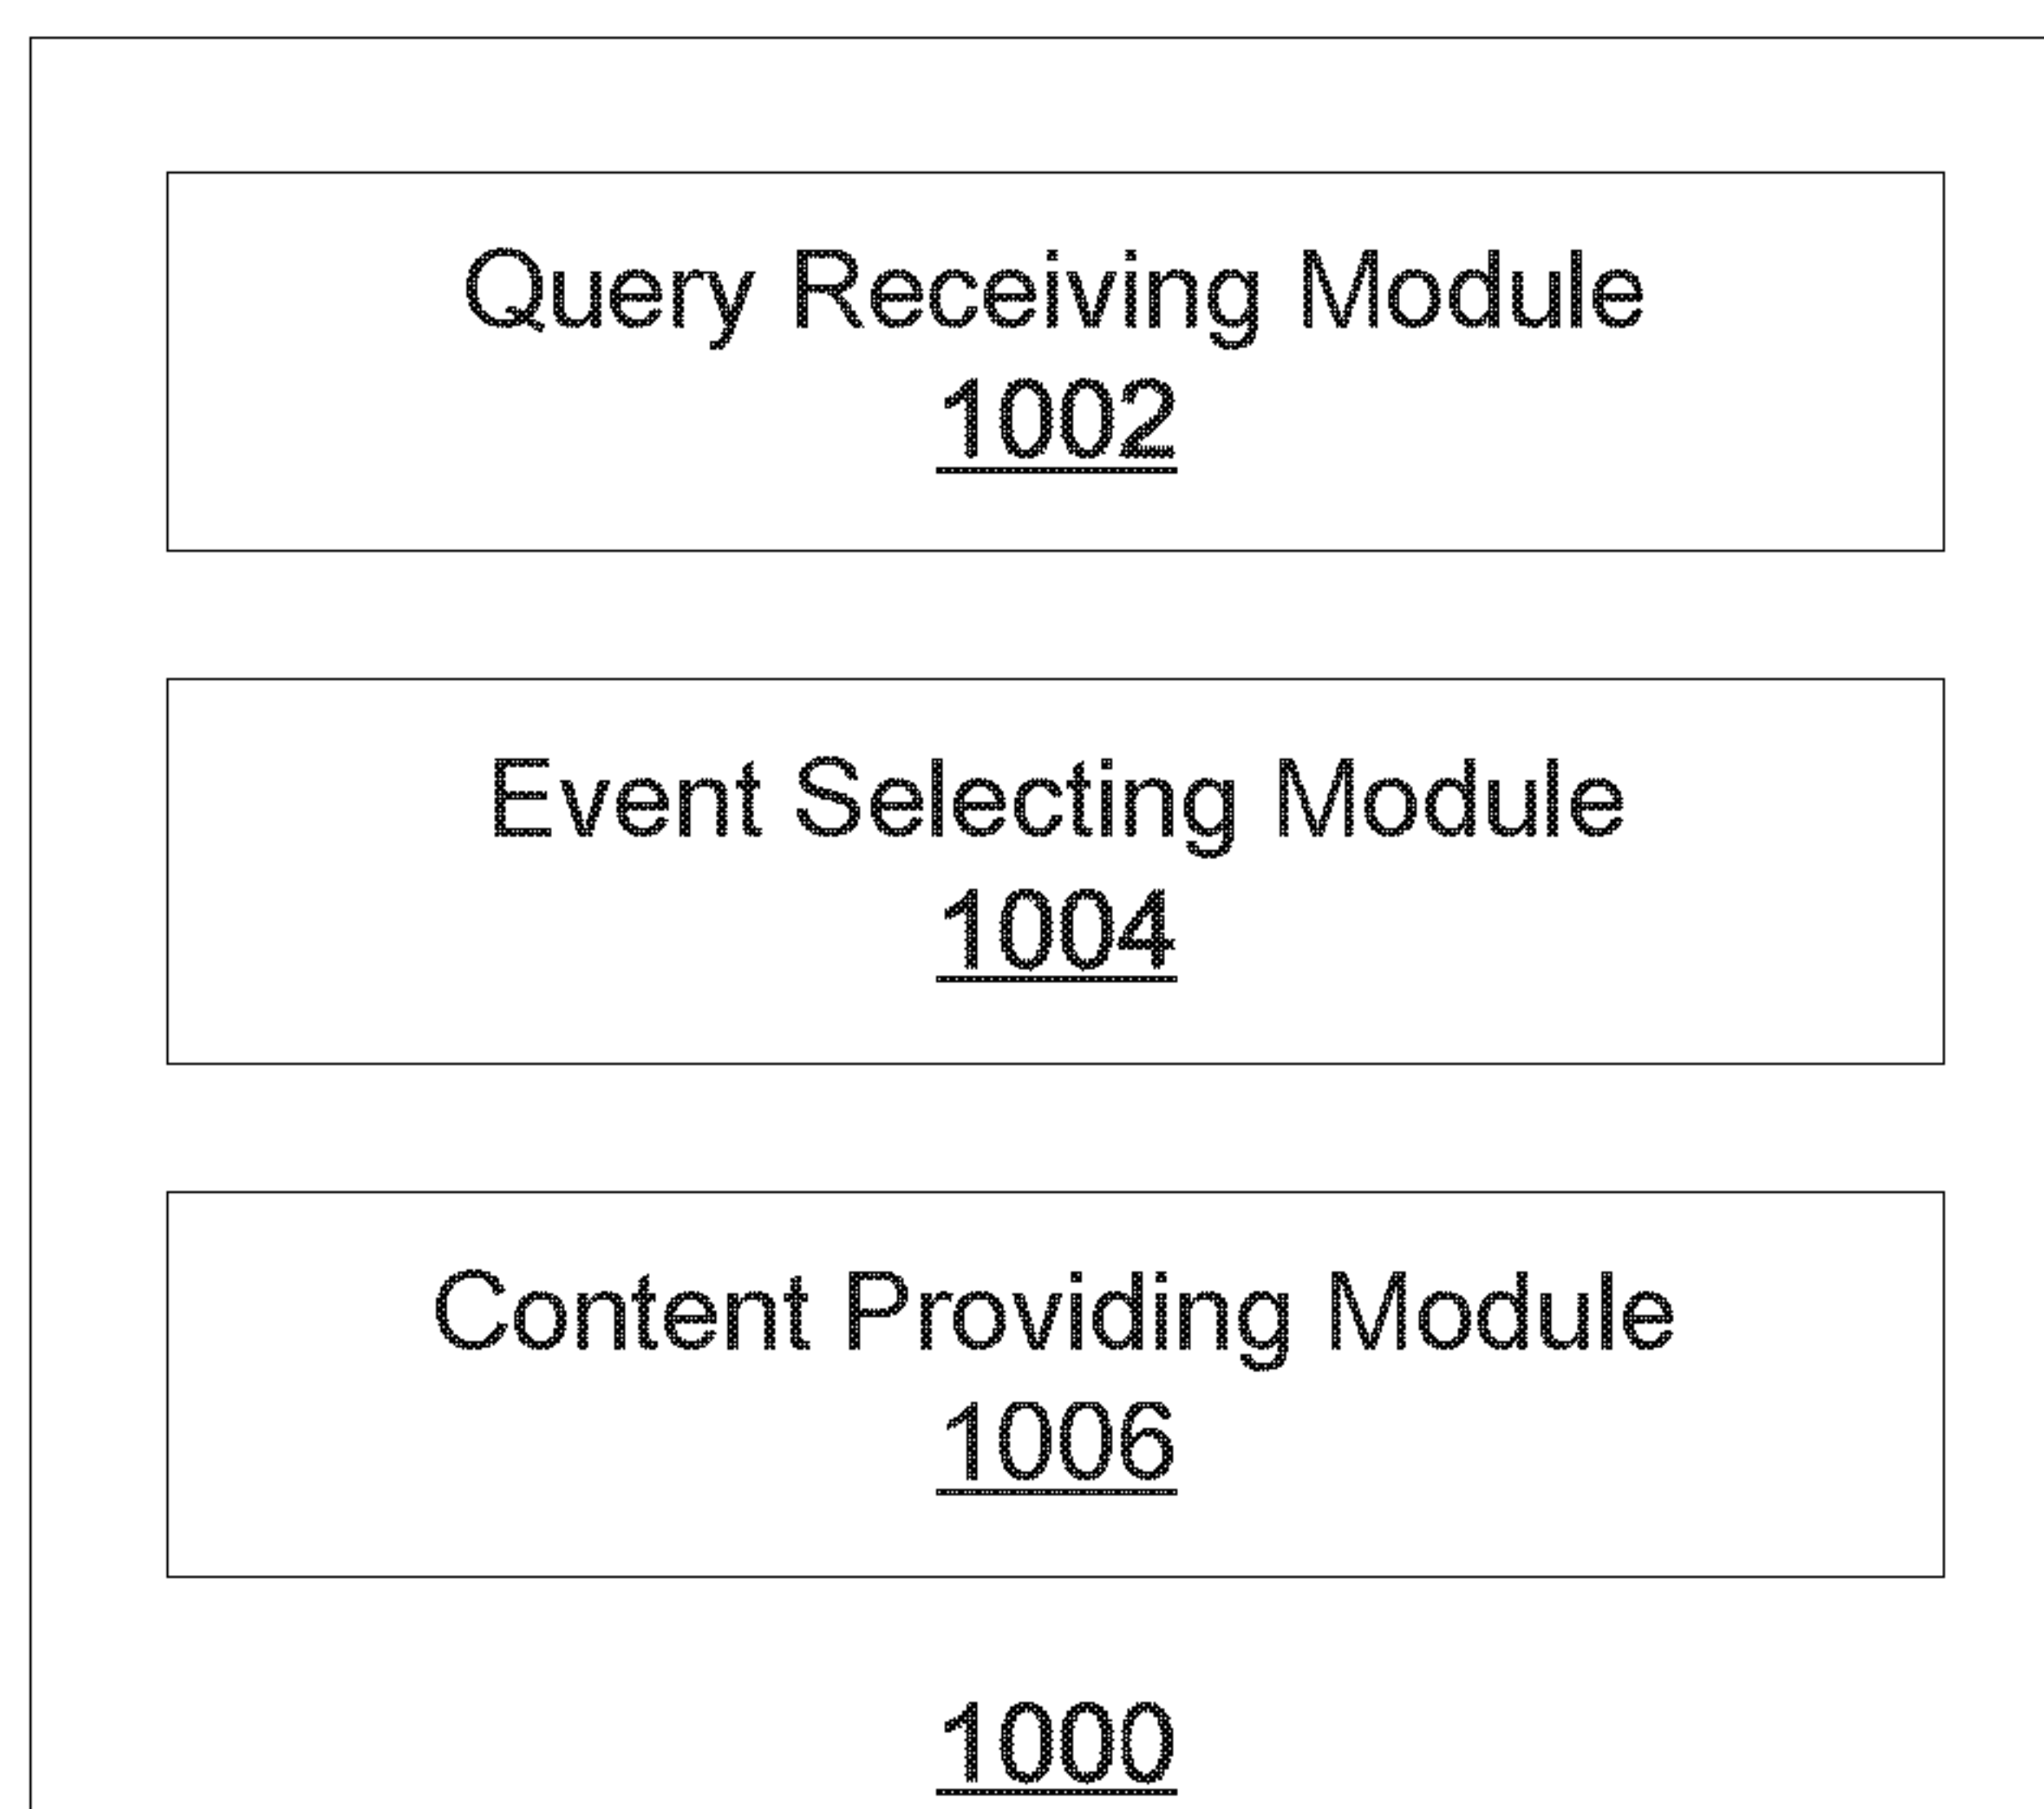 Query Receiving Module
1002
Event Selecting Module
1004
Content Providing Module
1006
1000